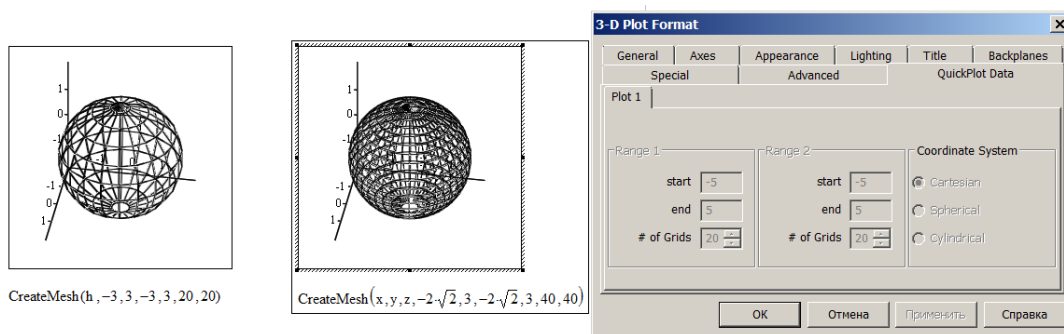 1
0
-1
-1
0
1
-1
0
CreateMesh(h,-3,3,-3,3,20,20)
1
0
-1
-1
0
1
CreateMesh(x,y,z,-2·√2,3,-2·√2,3,40,40)
3-D Plot Format
General Axes Appearance Lighting Title Backplanes
Special Advanced QuickPlot Data
Plot 1
Range 1 Range 2 Coordinate System
start -5 start -5 Cartesian
end 5 end 5 Spherical
# of Grids 20 # of Grids 20 Cylindrical
OK Отмена Применить Справка